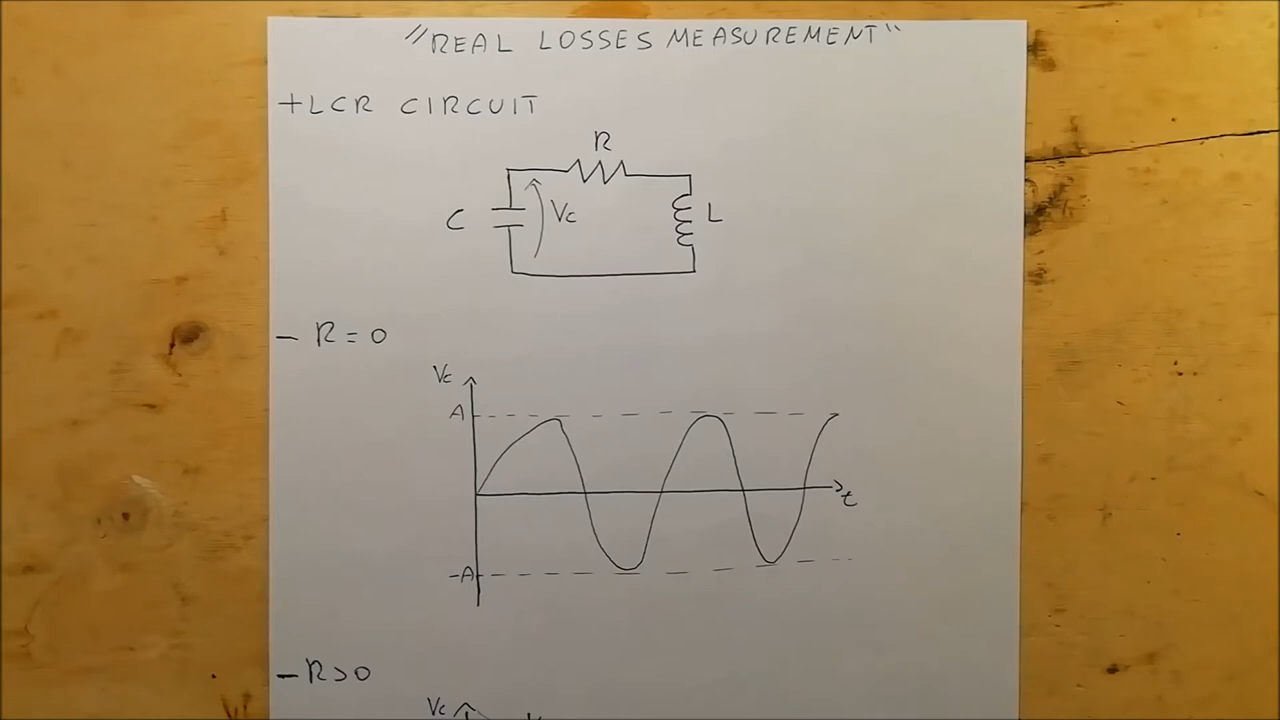 "REAL LOSSES MEASUREMENT"
+LCR CIRCUIT
R
C Vc L
- R = 0
Vc
A
t
-A
- R > 0
Vc